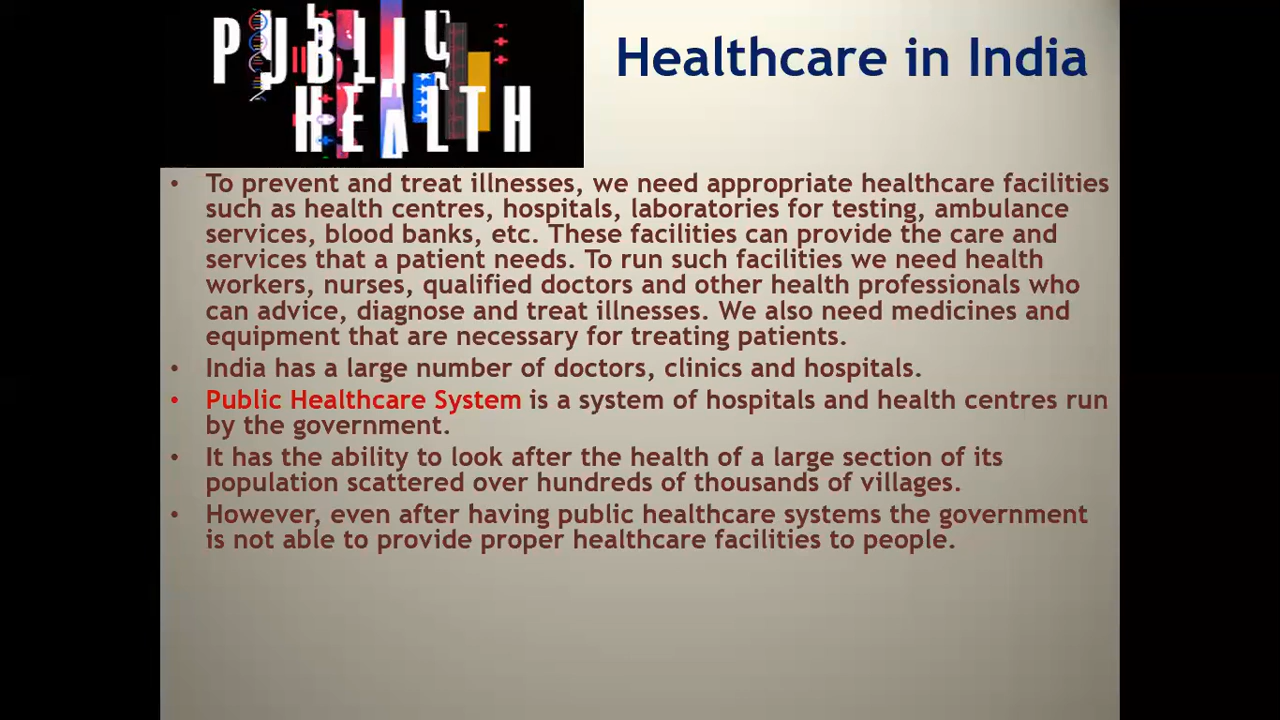 PUBLIC
HEALTH
Healthcare in India
• To prevent and treat illnesses, we need appropriate healthcare facilities
such as health centres, hospitals, laboratories for testing, ambulance
services, blood banks, etc. These facilities can provide the care and
services that a patient needs. To run such facilities we need health
workers, nurses, qualified doctors and other health professionals who
can advice, diagnose and treat illnesses. We also need medicines and
equipment that are necessary for treating patients.
• India has a large number of doctors, clinics and hospitals.
• Public Healthcare System is a system of hospitals and health centres run
by the government.
• It has the ability to look after the health of a large section of its
population scattered over hundreds of thousands of villages.
• However, even after having public healthcare systems the government
is not able to provide proper healthcare facilities to people.